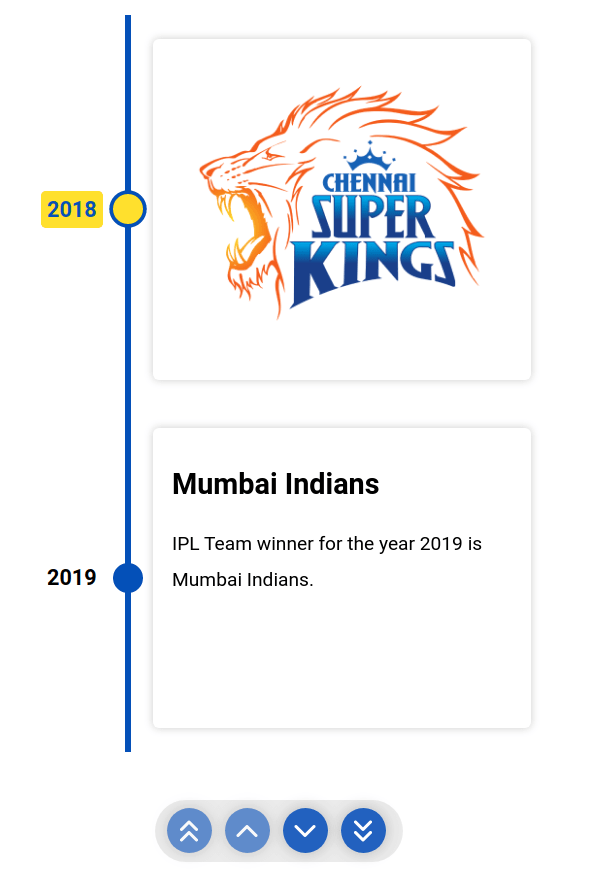 2018
CHENNAI
SUPER
KINGS
2019
Mumbai Indians
IPL Team winner for the year 2019 is
Mumbai Indians.